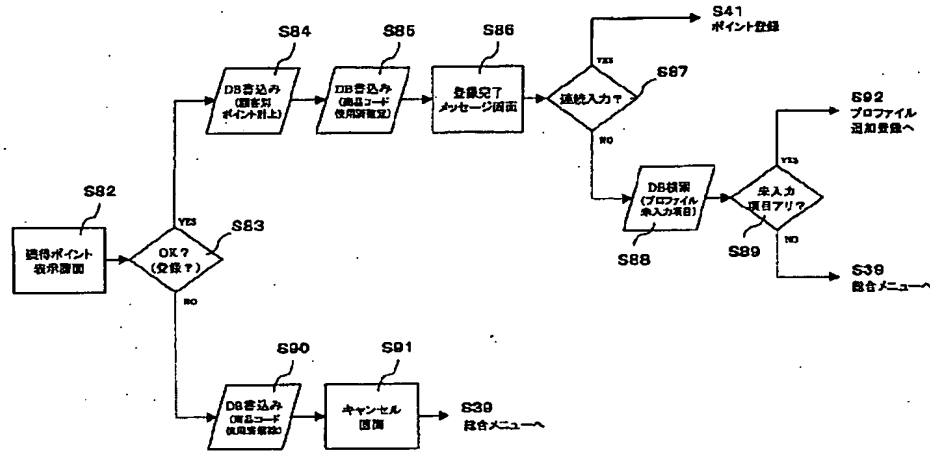 S82
獲得ポイント
表示画面
S83
OK?
(登録?)
YES
NO
S84
DB書込み
(顧客別
ポイント計上)
S85
DB書込み
(商品コード
使用済確定)
S86
登録完了
メッセージ画面
S87
連続入力?
YES
NO
S41
ポイント登録
S88
DB検索
(プロファイル
未入力項目)
S89
未入力
項目アリ?
YES
NO
S92
プロファイル
追加登録へ
S39
総合メニューへ
S90
DB書込み
(商品コード
使用済解除)
S91
キャンセル
画面
S39
総合メニューへ